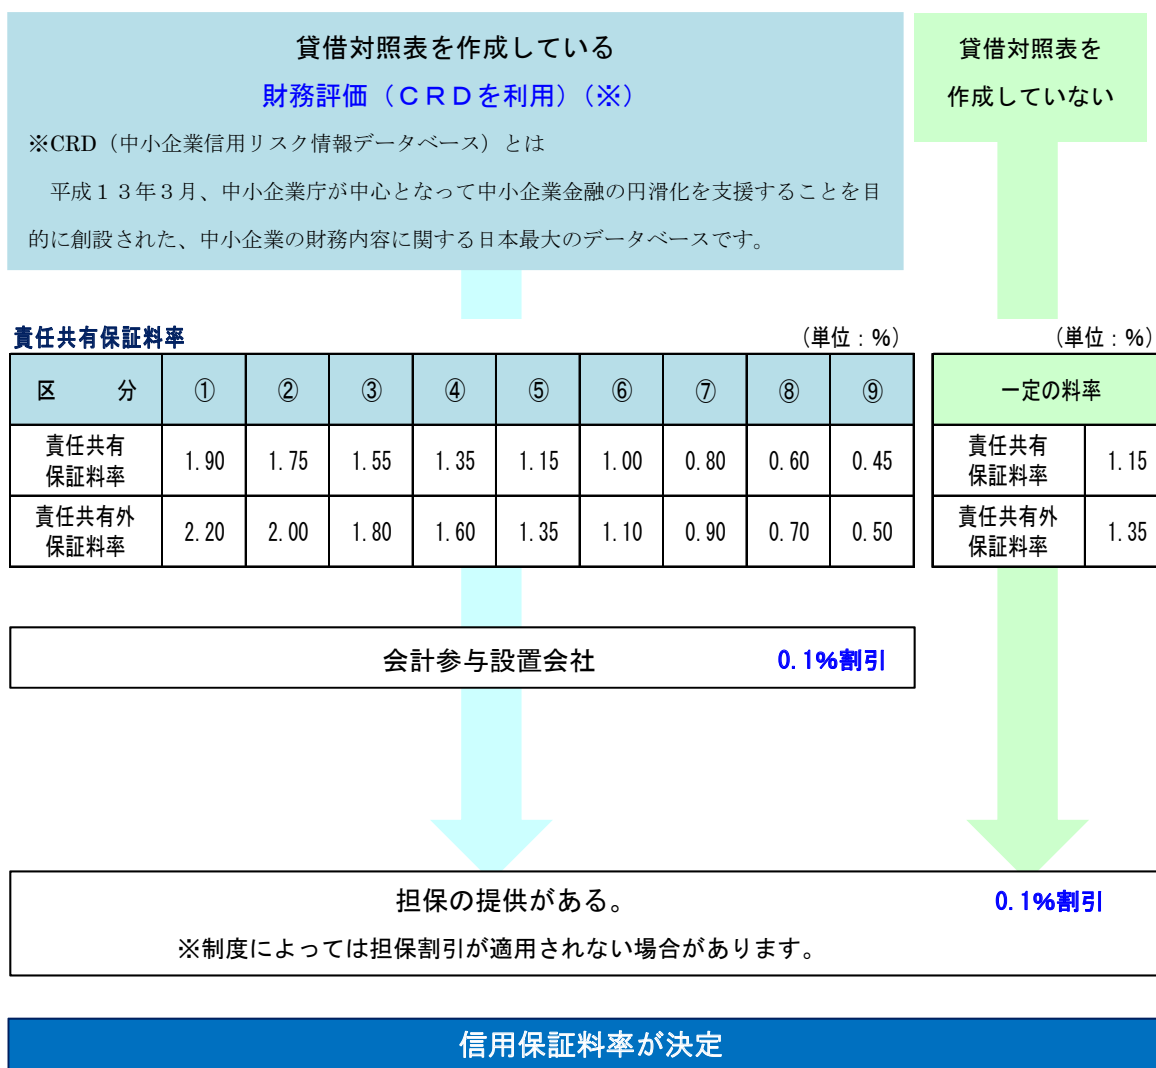 貸借対照表を作成している
財務評価（ＣＲＤを利用）（※）
※CRD（中小企業信用リスク情報データベース）とは
平成１３年３月、中小企業庁が中心となって中小企業金融の円滑化を支援することを目
的に創設された、中小企業の財務内容に関する日本最大のデータベースです。
貸借対照表を
作成していない
責任共有保証料率 （単位：%）
区　　分 ① ② ③ ④ ⑤ ⑥ ⑦ ⑧ ⑨
責任共有
保証料率 1.90 1.75 1.55 1.35 1.15 1.00 0.80 0.60 0.45
責任共有外
保証料率 2.20 2.00 1.80 1.60 1.35 1.10 0.90 0.70 0.50
（単位：%）
一定の料率
責任共有
保証料率 1.15
責任共有外
保証料率 1.35
会計参与設置会社 0.1%割引
担保の提供がある。 0.1%割引
※制度によっては担保割引が適用されない場合があります。
信用保証料率が決定